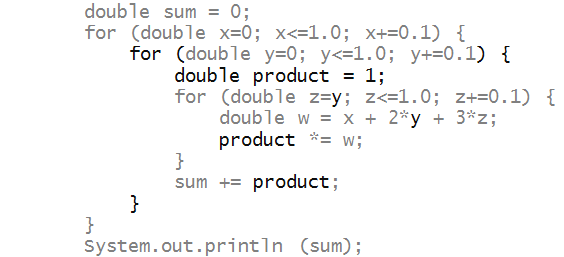 double sum = 0;
for (double x=0; x<=1.0; x+=0.1) {
for (double y=0; y<=1.0; y+=0.1) {
double product = 1;
for (double z=y; z<=1.0; z+=0.1) {
double w = x + 2*y + 3*z;
product *= w;
}
sum += product;
}
}
System.out.println (sum);